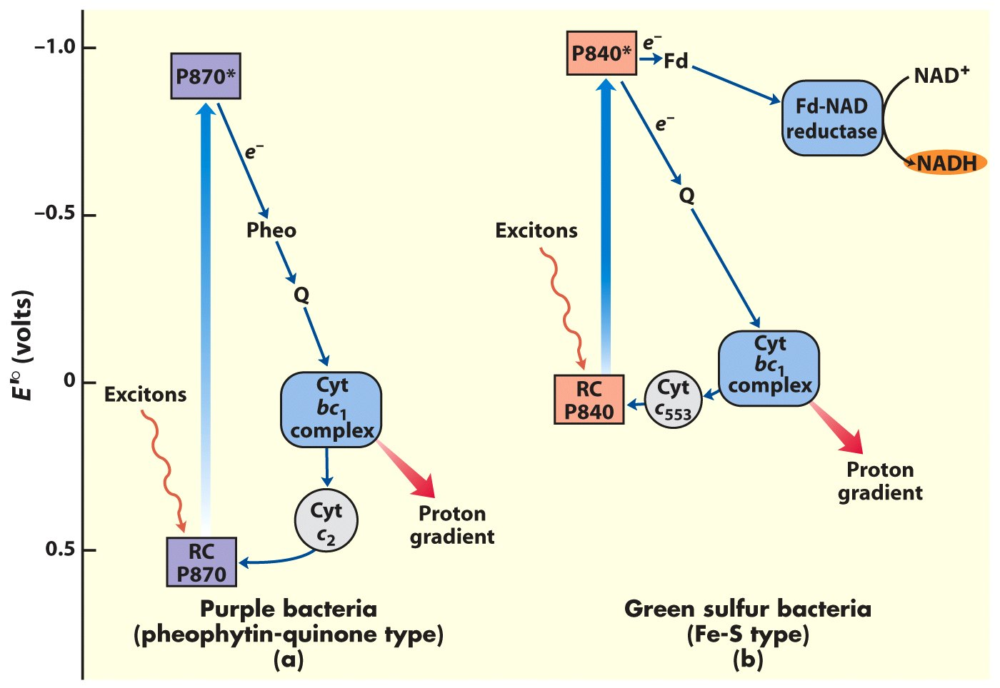 E′° (volts)
–1.0
–0.5
0
0.5
P870*
e–
Pheo
Q
Cyt
bc1
complex
Proton
gradient
Cyt
c2
Excitons
RC
P870
Purple bacteria
(pheophytin-quinone type)
(a)
P840*
e–
Fd
Fd-NAD
reductase
NAD+
NADH
e–
Q
Excitons
Cyt
bc1
complex
Proton
gradient
Cyt
c553
RC
P840
Green sulfur bacteria
(Fe-S type)
(b)